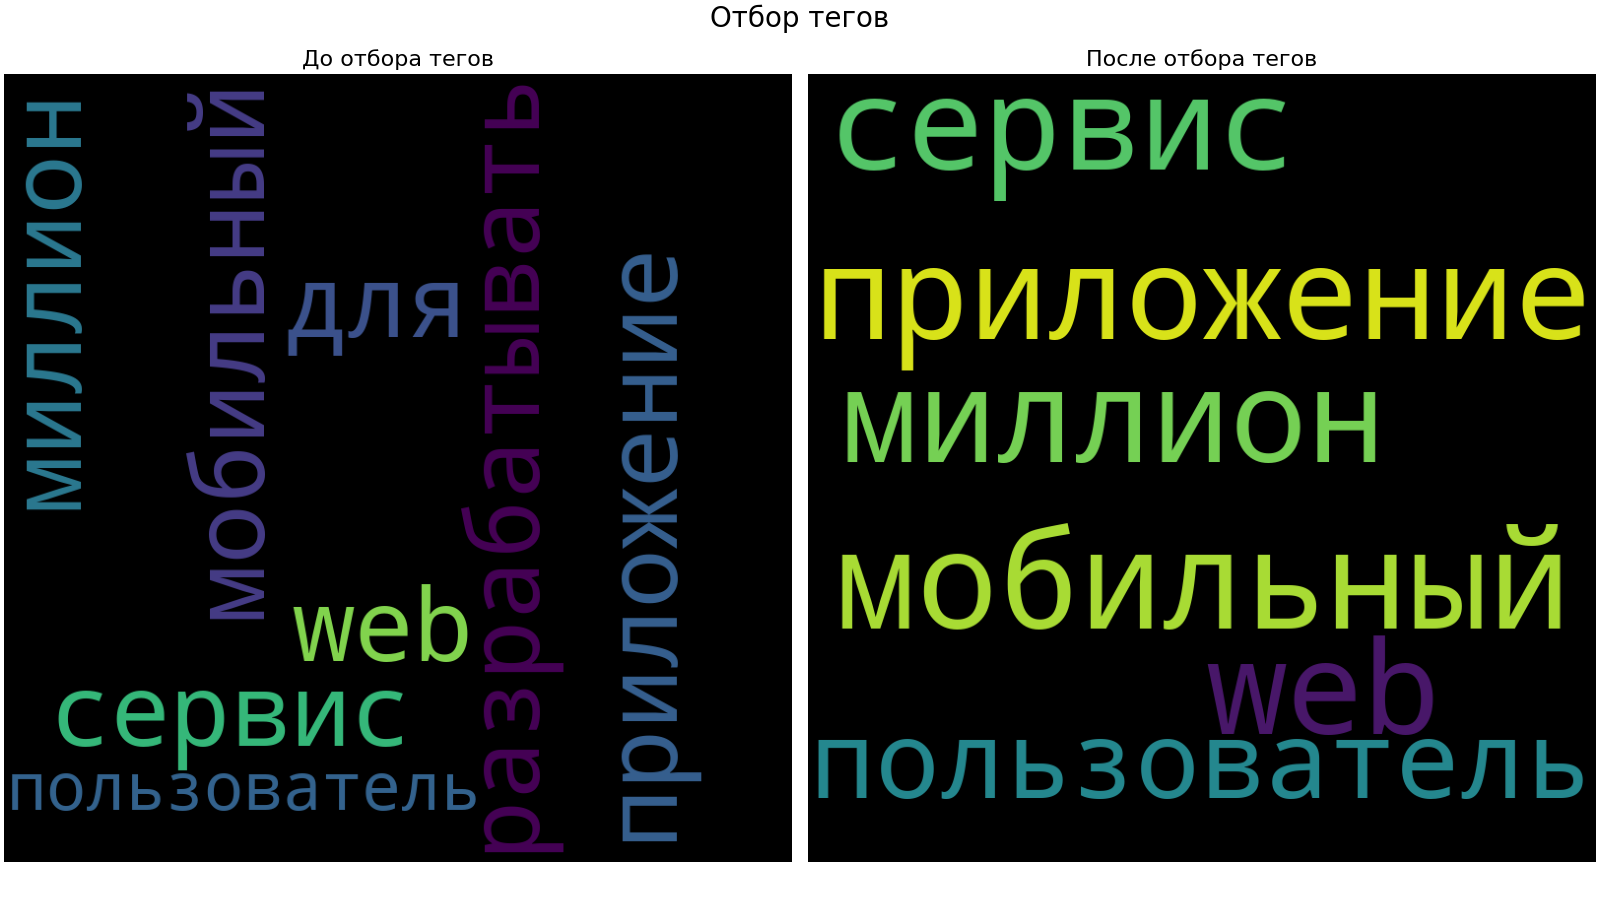 Отбор тегов
До отбора тегов
миллион
мобильный
для
разрабатывать
приложение
web
сервис
пользователь
После отбора тегов
сервис
приложение
миллион
мобильный
web
пользователь